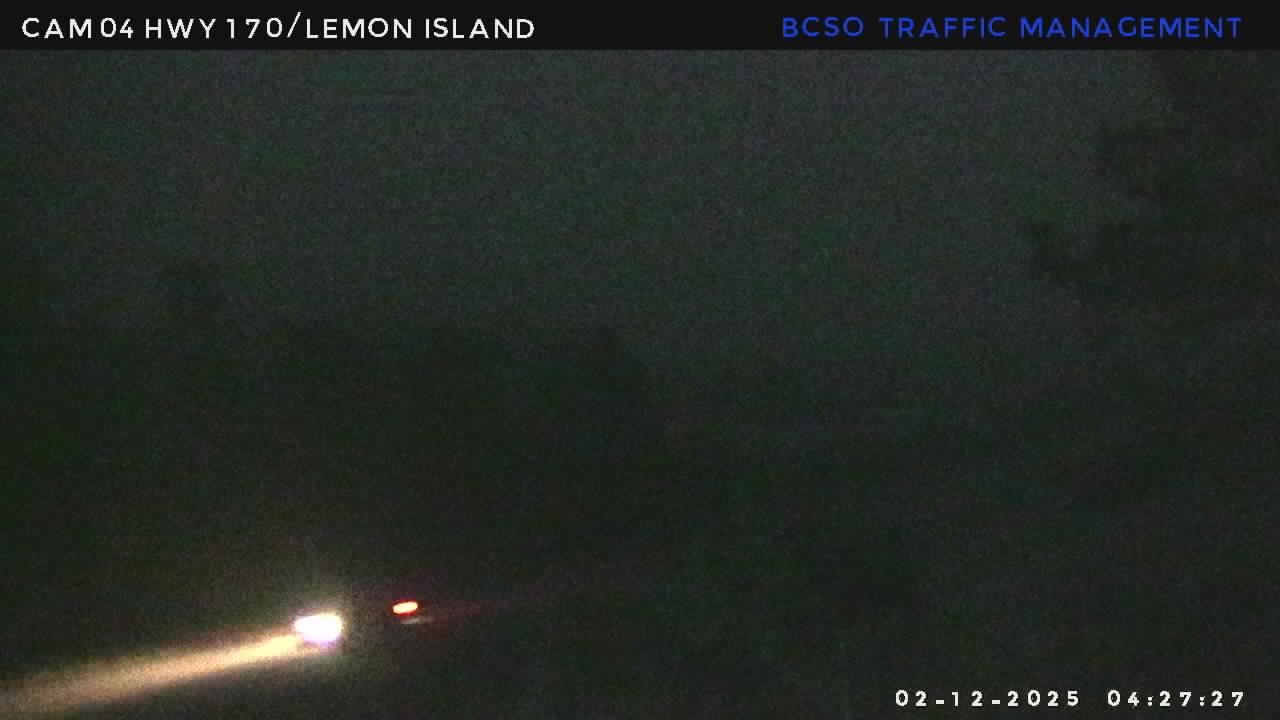 CAM04 HWY170/LEMON ISLAND
BCSO TRAFFIC MANAGEMENT
02-12-2025 04:27:27